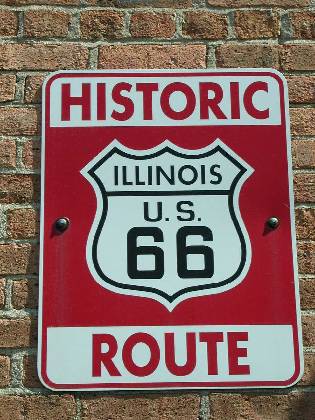 HISTORIC
ILLINOIS
U.S.
66
ROUTE